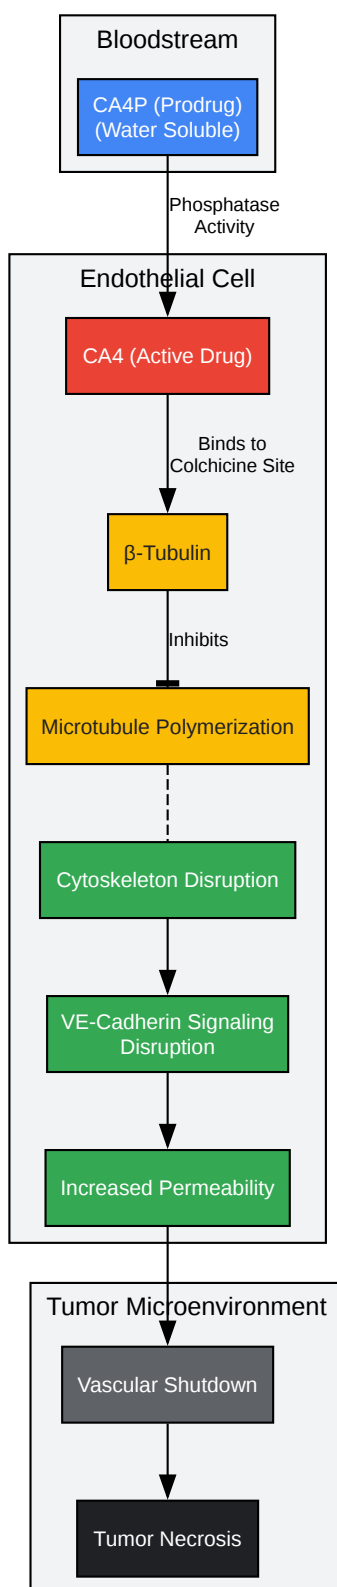 Bloodstream
CA4P (Prodrug)
(Water Soluble)
Phosphatase
Activity
Endothelial Cell
CA4 (Active Drug)
Binds to
Colchicine Site
β-Tubulin
Inhibits
Microtubule Polymerization
Cytoskeleton Disruption
VE-Cadherin Signaling
Disruption
Increased Permeability
Tumor Microenvironment
Vascular Shutdown
Tumor Necrosis